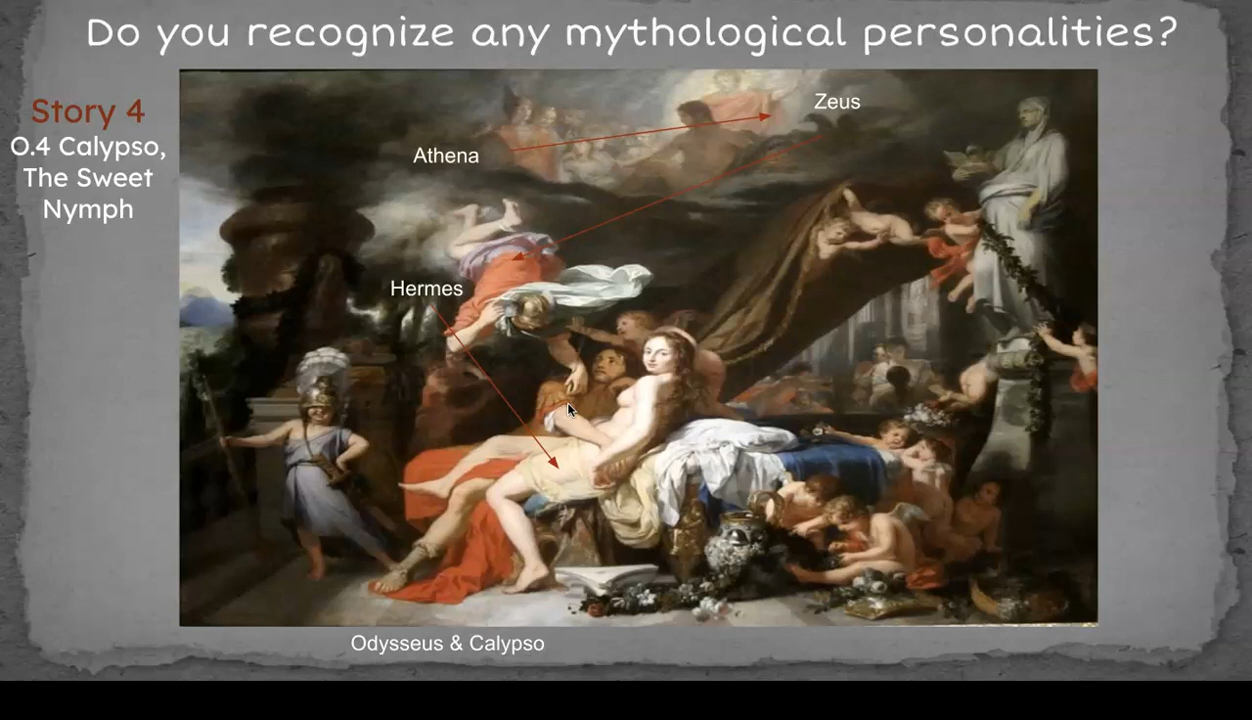 Do you recognize any mythological personalities?
Story 4
O.4 Calypso,
The Sweet
Nymph
Zeus
Athena
Hermes
Odysseus & Calypso